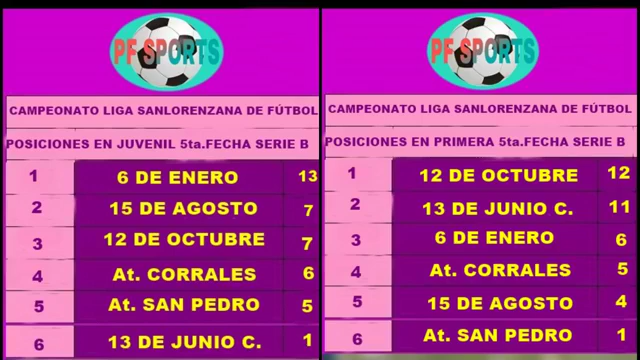 PF SPORTS
CAMPEONATO LIGA SANLORENZANA DE FÚTBOL
POSICIONES EN JUVENIL 5ta.FECHA SERIE B
1 6 DE ENERO 13
2 15 DE AGOSTO 7
3 12 DE OCTUBRE 7
4 At. CORRALES 6
5 At. SAN PEDRO 5
6 13 DE JUNIO C. 1
PF SPORTS
CAMPEONATO LIGA SANLORENZANA DE FÚTBOL
POSICIONES EN PRIMERA 5ta.FECHA SERIE B
1 12 DE OCTUBRE 12
2 13 DE JUNIO C. 11
3 6 DE ENERO 6
4 At. CORRALES 5
5 15 DE AGOSTO 4
6 At. SAN PEDRO 1